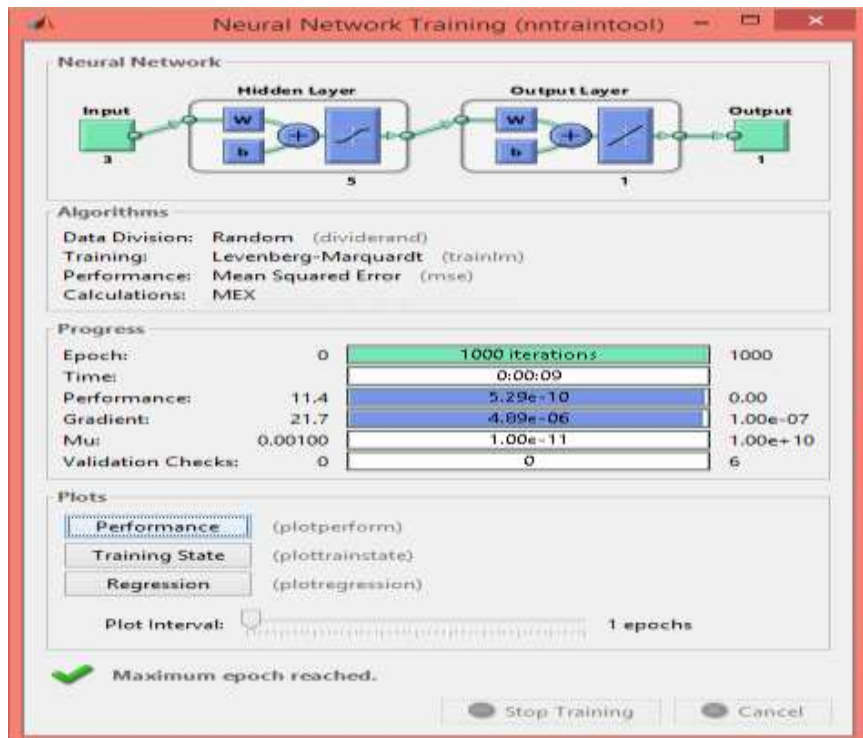 Neural Network Training (nntraintool)
Neural Network
Hidden Layer
Output Layer
Input
Output
W
b
W
b
3
5
1
1
Algorithms
Data Division: Random (dividerand)
Training: Levenberg-Marquardt (trainlm)
Performance: Mean Squared Error (mse)
Calculations: MEX
Progress
Epoch: 0 1000 iterations 1000
Time: 0:00:09
Performance: 11.4 5.29e-10 0.00
Gradient: 21.7 4.89e-06 1.00e-07
Mu: 0.00100 1.00e-11 1.00e+10
Validation Checks: 0 0 6
Plots
Performance (plotperform)
Training State (plottrainstate)
Regression (plotregression)
Plot Interval: 1 epochs
Maximum epoch reached.
Stop Training Cancel